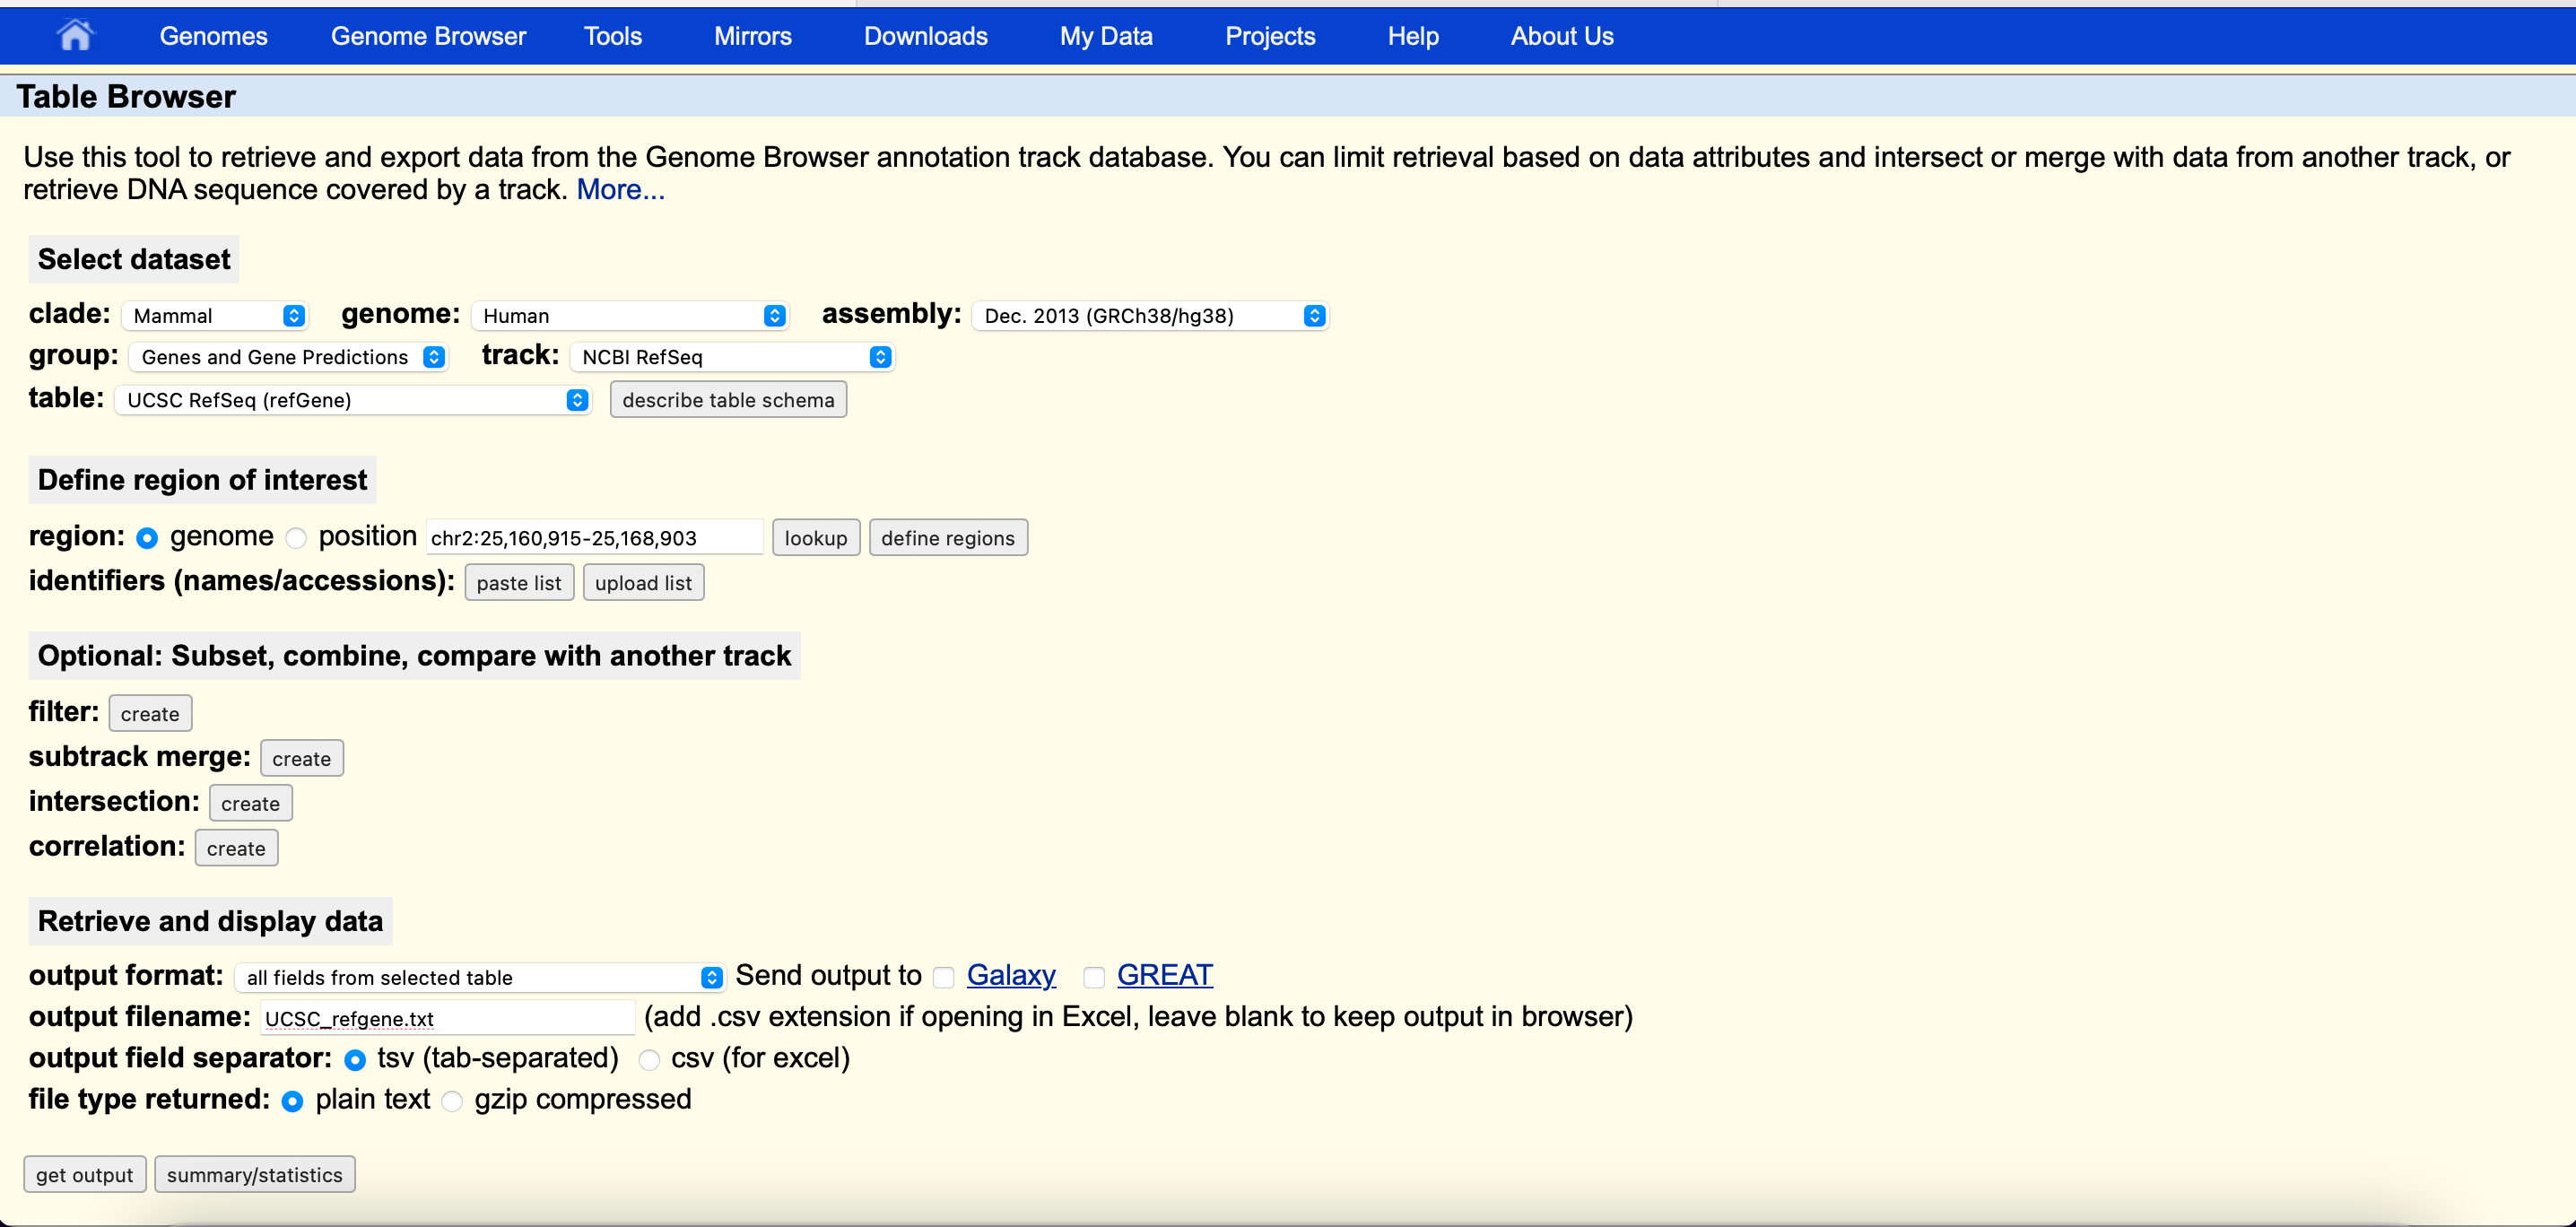 Genomes Genome Browser Tools Mirrors Downloads My Data Projects Help About Us
Table Browser
Use this tool to retrieve and export data from the Genome Browser annotation track database. You can limit retrieval based on data attributes and intersect or merge with data from another track, or
retrieve DNA sequence covered by a track. More...
Select dataset
clade: Mammal genome: Human assembly: Dec. 2013 (GRCh38/hg38)
group: Genes and Gene Predictions track: NCBI RefSeq
table: UCSC RefSeq (refGene) describe table schema
Define region of interest
region: genome position chr2:25,160,915-25,168,903 lookup define regions
identifiers (names/accessions): paste list upload list
Optional: Subset, combine, compare with another track
filter: create
subtrack merge: create
intersection: create
correlation: create
Retrieve and display data
output format: all fields from selected table Send output to Galaxy GREAT
output filename: UCSC_refgene.txt (add .csv extension if opening in Excel, leave blank to keep output in browser)
output field separator: tsv (tab-separated) csv (for excel)
file type returned: plain text gzip compressed
get output summary/statistics